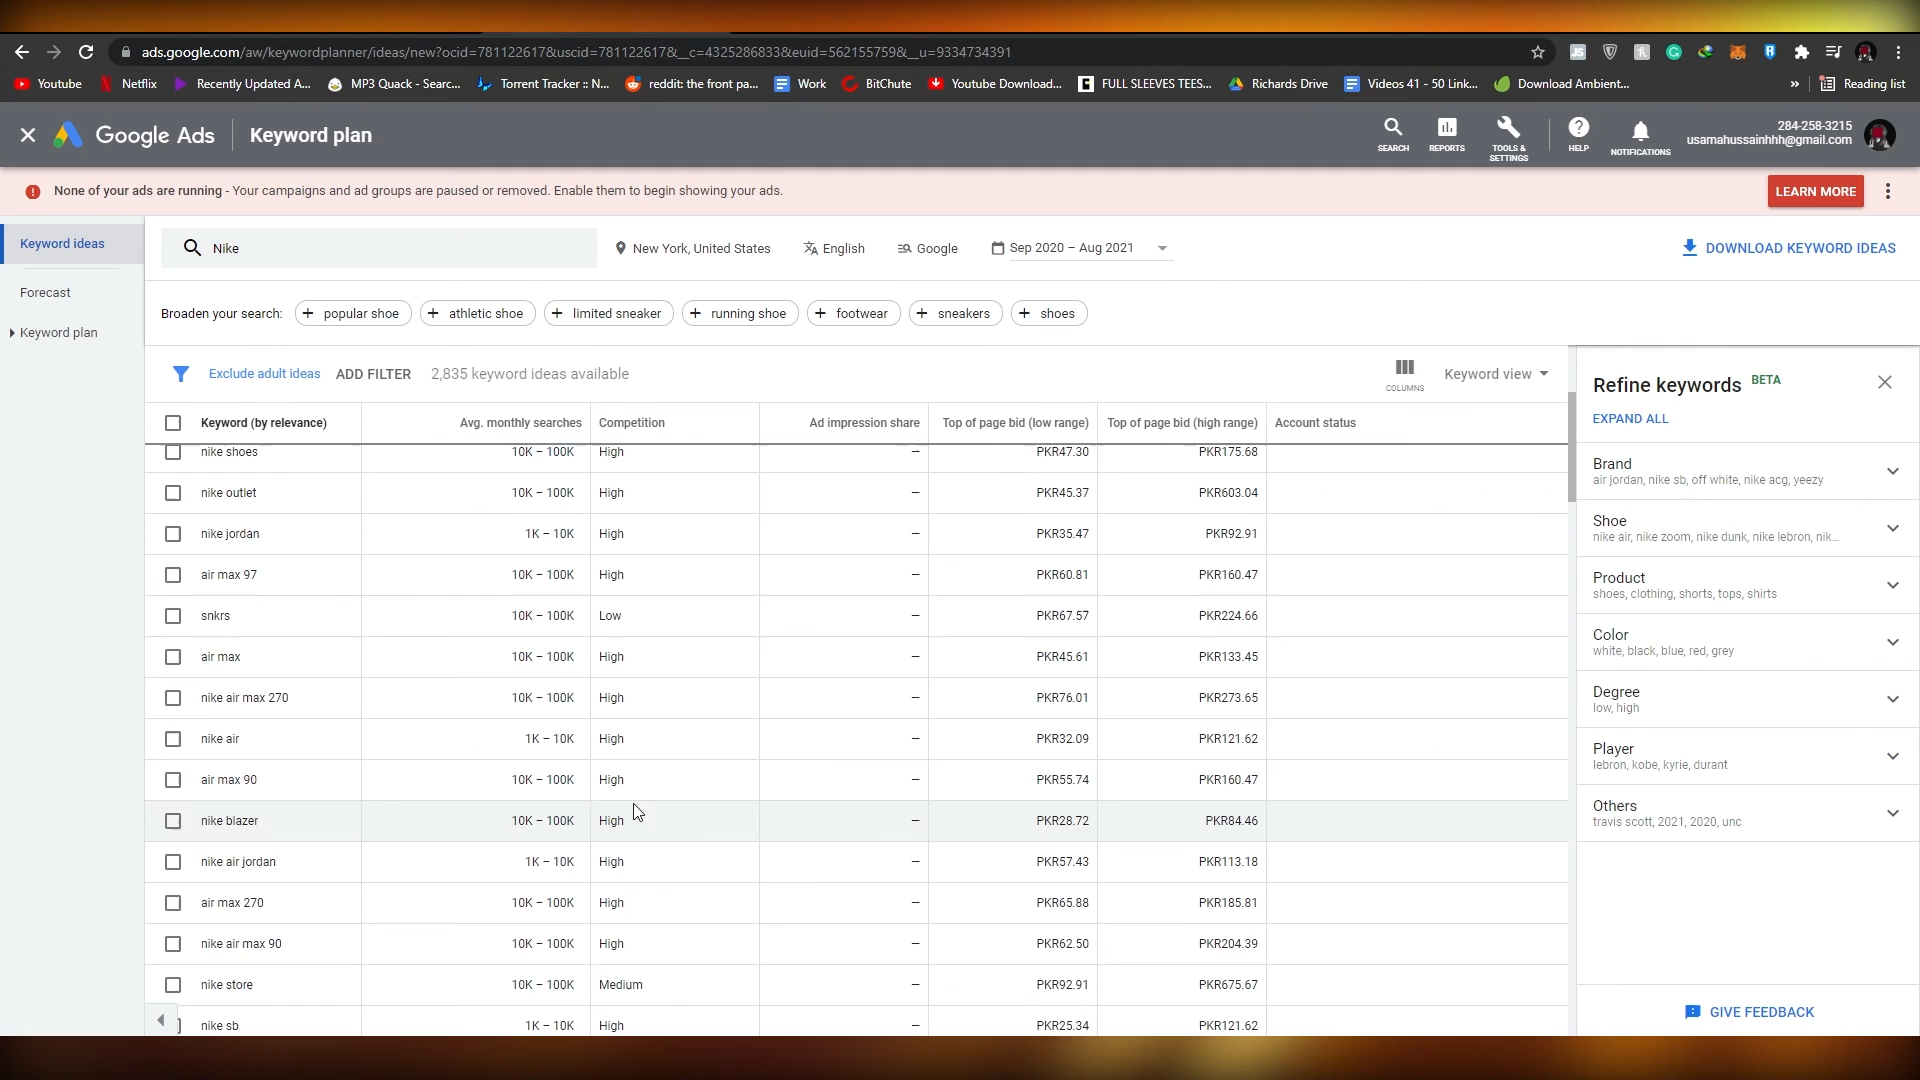 ads.google.com/aw/keywordplanner/ideas/new?ocid=781122617&uscid=781122617&__c=4325286833&euid=562155759&__u=9334734391
Youtube Netflix Recently Updated A... MP3 Quack - Searc... Torrent Tracker :: N... reddit: the front pa... Work BitChute Youtube Download... FULL SLEEVES TEES... Richards Drive Videos 41 - 50 Link... Download Ambient... » Reading list
Google Ads Keyword plan SEARCH REPORTS TOOLS & SETTINGS HELP NOTIFICATIONS 284-258-3215 usamahussainhhh@gmail.com
None of your ads are running - Your campaigns and ad groups are paused or removed. Enable them to begin showing your ads. LEARN MORE
Keyword ideas
Forecast
Keyword plan
Nike New York, United States English Google Sep 2020 – Aug 2021 DOWNLOAD KEYWORD IDEAS
Broaden your search: + popular shoe + athletic shoe + limited sneaker + running shoe + footwear + sneakers + shoes
Exclude adult ideas ADD FILTER 2,835 keyword ideas available COLUMNS Keyword view
Keyword (by relevance) Avg. monthly searches Competition Ad impression share Top of page bid (low range) Top of page bid (high range) Account status
nike shoes 10K – 100K High – PKR47.30 PKR175.68
nike outlet 10K – 100K High – PKR45.37 PKR603.04
nike jordan 1K – 10K High – PKR35.47 PKR92.91
air max 97 10K – 100K High – PKR60.81 PKR160.47
snkrs 10K – 100K Low – PKR67.57 PKR224.66
air max 10K – 100K High – PKR45.61 PKR133.45
nike air max 270 10K – 100K High – PKR76.01 PKR273.65
nike air 1K – 10K High – PKR32.09 PKR121.62
air max 90 10K – 100K High – PKR55.74 PKR160.47
nike blazer 10K – 100K High – PKR28.72 PKR84.46
nike air jordan 1K – 10K High – PKR57.43 PKR113.18
air max 270 10K – 100K High – PKR65.88 PKR185.81
nike air max 90 10K – 100K High – PKR62.50 PKR204.39
nike store 10K – 100K Medium – PKR92.91 PKR675.67
nike sb 1K – 10K High – PKR25.34 PKR121.62
Refine keywords BETA
EXPAND ALL
Brand
air jordan, nike sb, off white, nike acg, yeezy
Shoe
nike air, nike zoom, nike dunk, nike lebron, nik...
Product
shoes, clothing, shorts, tops, shirts
Color
white, black, blue, red, grey
Degree
low, high
Player
lebron, kobe, kyrie, durant
Others
travis scott, 2021, 2020, unc
GIVE FEEDBACK